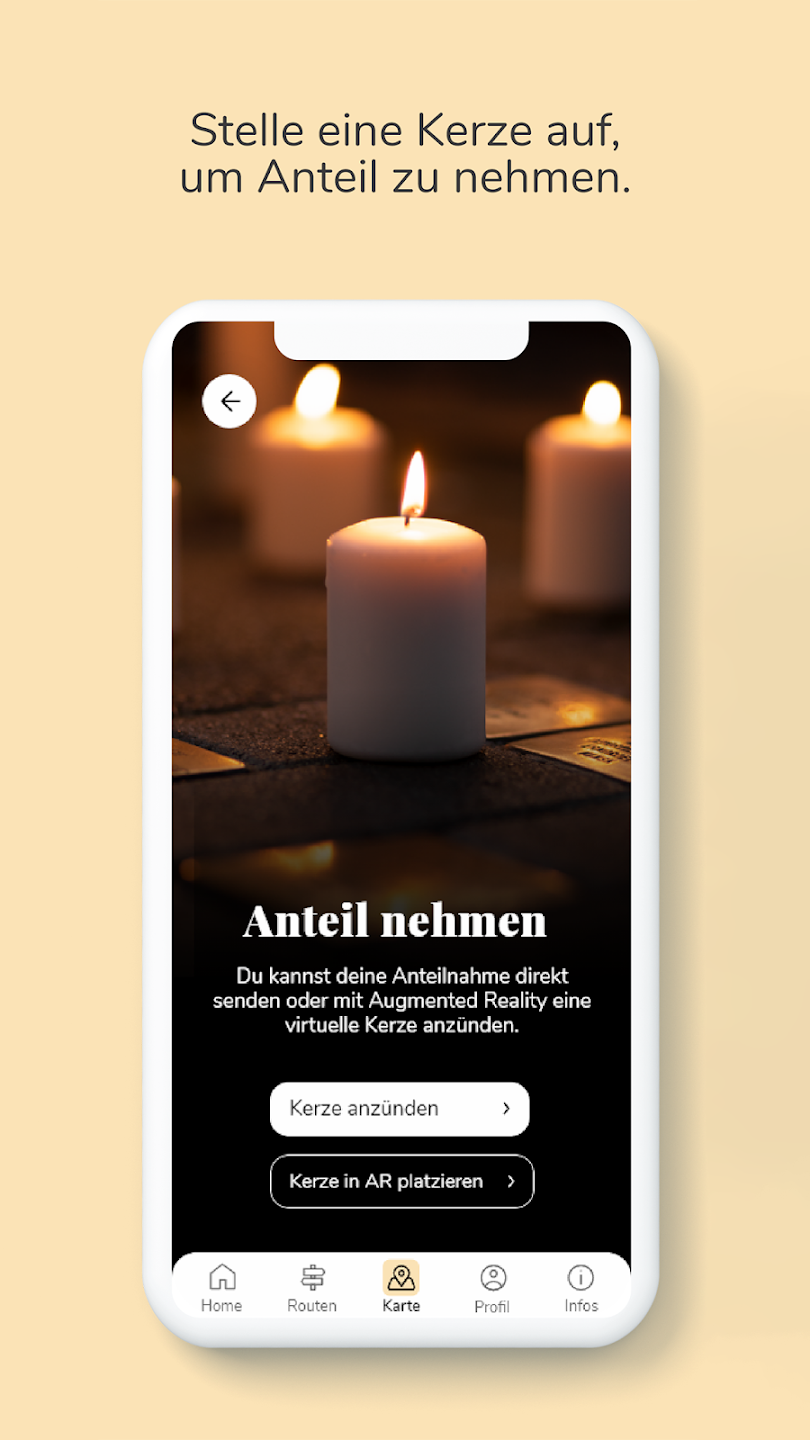 Stelle eine Kerze auf,
um Anteil zu nehmen.
Anteil nehmen
Du kannst deine Anteilnahme direkt
senden oder mit Augmented Reality eine
virtuelle Kerze anzünden.
Kerze anzünden
Kerze in AR platzieren
Home Routen Karte Profil Infos